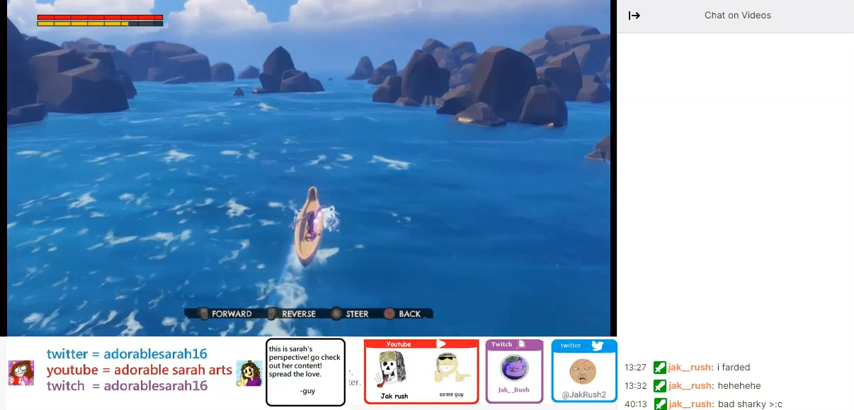 Chat on Videos
FORWARD REVERSE STEER BACK
twitter = adorablesarah16
youtube = adorable sarah arts
twitch = adorablesarah16
this is sarah's
perspective! go check
out her content!
spread the love.
-guy
Youtube
Jak rush
some guy
Twitch
Jak_Rush
twitter
@JakRush2
13:27 jak__rush: i farded
13:32 jak__rush: hehehehe
40:13 jak__rush: bad sharky >:c